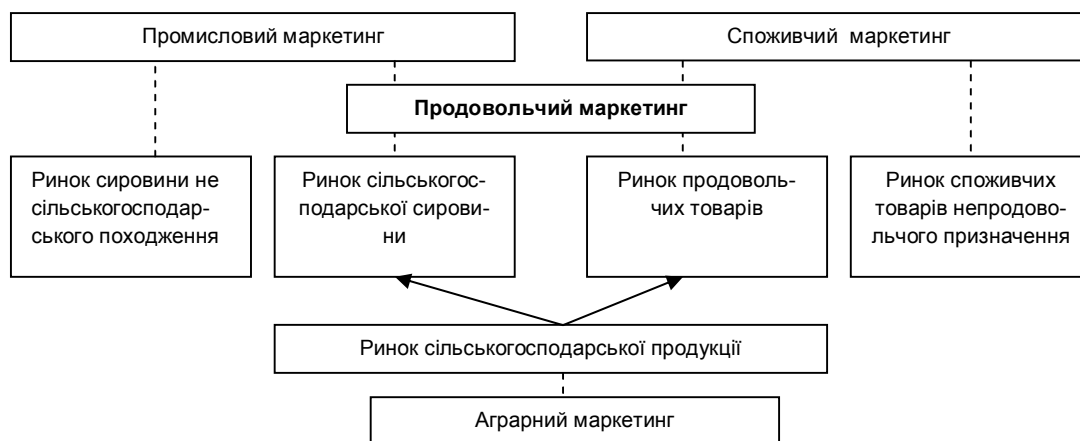 Промисловий маркетинг
Споживчий маркетинг
Продовольчий маркетинг
Ринок сировини не
сільськогосподар-
ського походження
Ринок сільськогос-
подарської сирови-
ни
Ринок продоволь-
чих товарів
Ринок споживчих
товарів непродово-
льчого призначення
Ринок сільськогосподарської продукції
Аграрний маркетинг